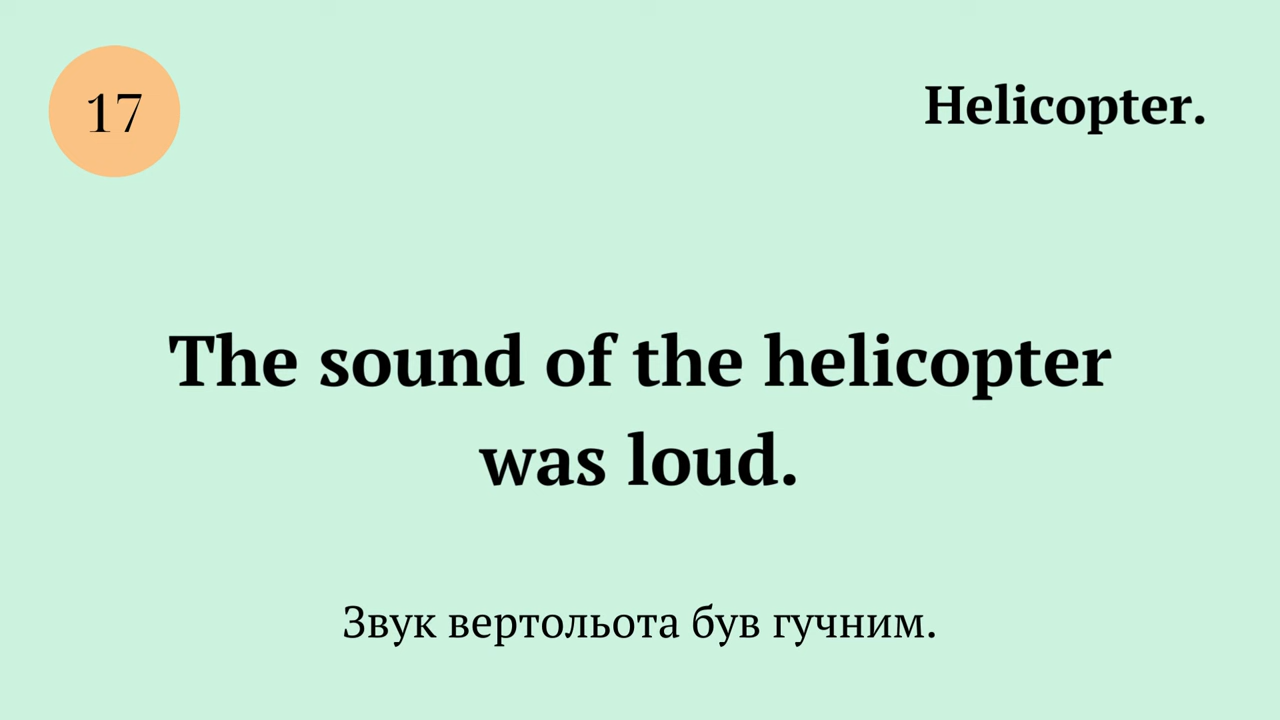 17
Helicopter.
The sound of the helicopter
was loud.
Звук вертольота був гучним.